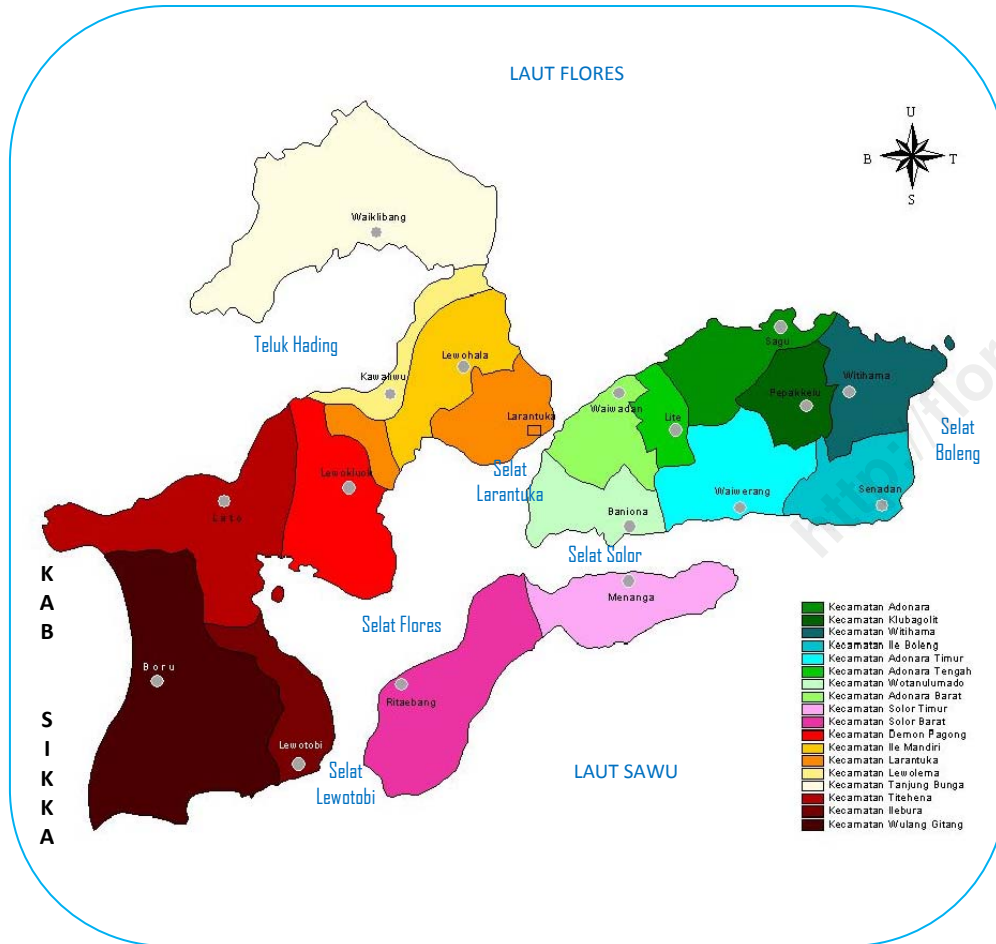 LAUT FLORES
U
B
T
S
Waiklibang
Teluk Hading
Sagu
Lewohala
Kawaliwu
Witihama
Pepakkelu
Waiwadan
Larantuka
Lite
Selat
Boleng
Selat
Larantuka
Lewokluok
Lato
Waiwerang
Senadan
Baniona
Selat Solor
http://flor
K
A
B
Menanga
Selat Flores
Boru
Ritaebang
S
I
K
K
A
Lewotobi
Selat
Lewotobi
LAUT SAWU
Kecamatan Adonara
Kecamatan Klubagolit
Kecamatan Witihama
Kecamatan Ile Boleng
Kecamatan Adonara Timur
Kecamatan Adonara Tengah
Kecamatan Wotanulumado
Kecamatan Adonara Barat
Kecamatan Solor Timur
Kecamatan Solor Barat
Kecamatan Demon Pagong
Kecamatan Ile Mandiri
Kecamatan Larantuka
Kecamatan Lewolema
Kecamatan Tanjung Bunga
Kecamatan Titehena
Kecamatan Ilebura
Kecamatan Wulang Gitang